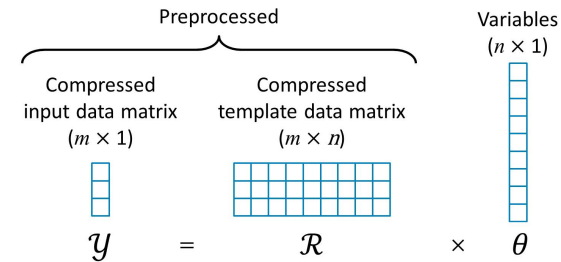 Preprocessed
Variables
(n × 1)
Compressed
input data matrix
(m × 1)
Compressed
template data matrix
(m × n)
𝒴 = ℛ × θ